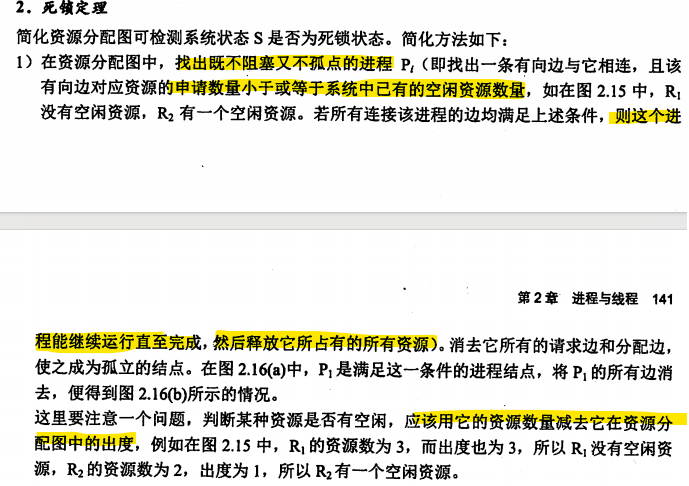 2．死锁定理
简化资源分配图可检测系统状态 S 是否为死锁状态。简化方法如下：
1）在资源分配图中，找出既不阻塞又不孤点的进程 Pi（即找出一条有向边与它相连，且该
有向边对应资源的申请数量小于或等于系统中已有的空闲资源数量，如在图 2.15 中，R1
没有空闲资源，R2 有一个空闲资源。若所有连接该进程的边均满足上述条件，则这个进
第 2 章 进程与线程 141
程能继续运行直至完成，然后释放它所占有的所有资源）。消去它所有的请求边和分配边，
使之成为孤立的结点。在图 2.16(a)中，P1 是满足这一条件的进程结点，将 P1 的所有边消
去，便得到图 2.16(b)所示的情况。
这里要注意一个问题，判断某种资源是否有空闲，应该用它的资源数量减去它在资源分
配图中的出度，例如在图 2.15 中，R1 的资源数为 3，而出度也为 3，所以 R1 没有空闲资
源，R2 的资源数为 2，出度为 1，所以 R2 有一个空闲资源。